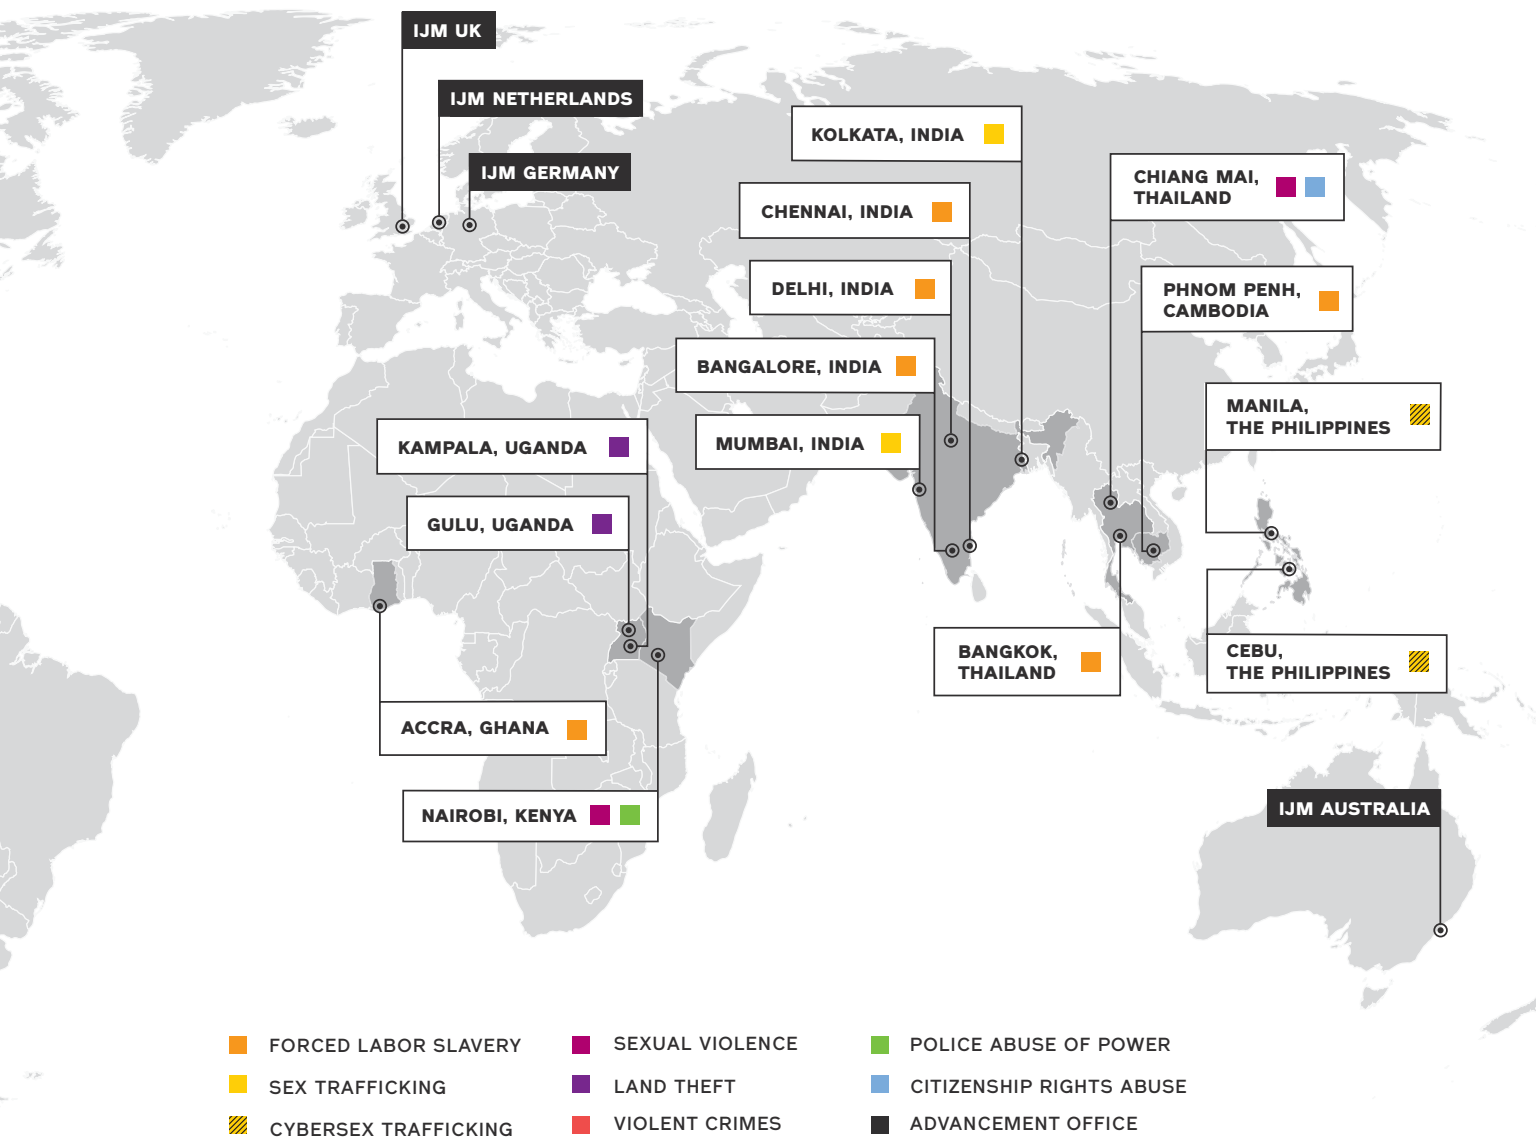 IJM UK
IJM NETHERLANDS
IJM GERMANY
KOLKATA, INDIA
CHENNAI, INDIA
DELHI, INDIA
BANGALORE, INDIA
MUMBAI, INDIA
CHIANG MAI,
THAILAND
PHNOM PENH,
CAMBODIA
MANILA,
THE PHILIPPINES
KAMPALA, UGANDA
GULU, UGANDA
BANGKOK,
THAILAND
CEBU,
THE PHILIPPINES
ACCRA, GHANA
NAIROBI, KENYA
IJM AUSTRALIA
FORCED LABOR SLAVERY
SEX TRAFFICKING
CYBERSEX TRAFFICKING
SEXUAL VIOLENCE
LAND THEFT
VIOLENT CRIMES
POLICE ABUSE OF POWER
CITIZENSHIP RIGHTS ABUSE
ADVANCEMENT OFFICE